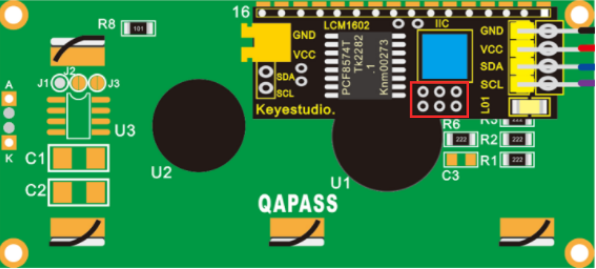 16
R8
101
LCM1602
IIC
GND
VCC
SDA
SCL
PCF8574T
Tk2282
.1
Knm00273
GND
VCC
SDA
SCL
Keyestudio.
L01
J1
J2
J3
A
K
U3
C1
C2
U2
U1
R6
222
R3
R2
222
R1
222
C3
QAPASS